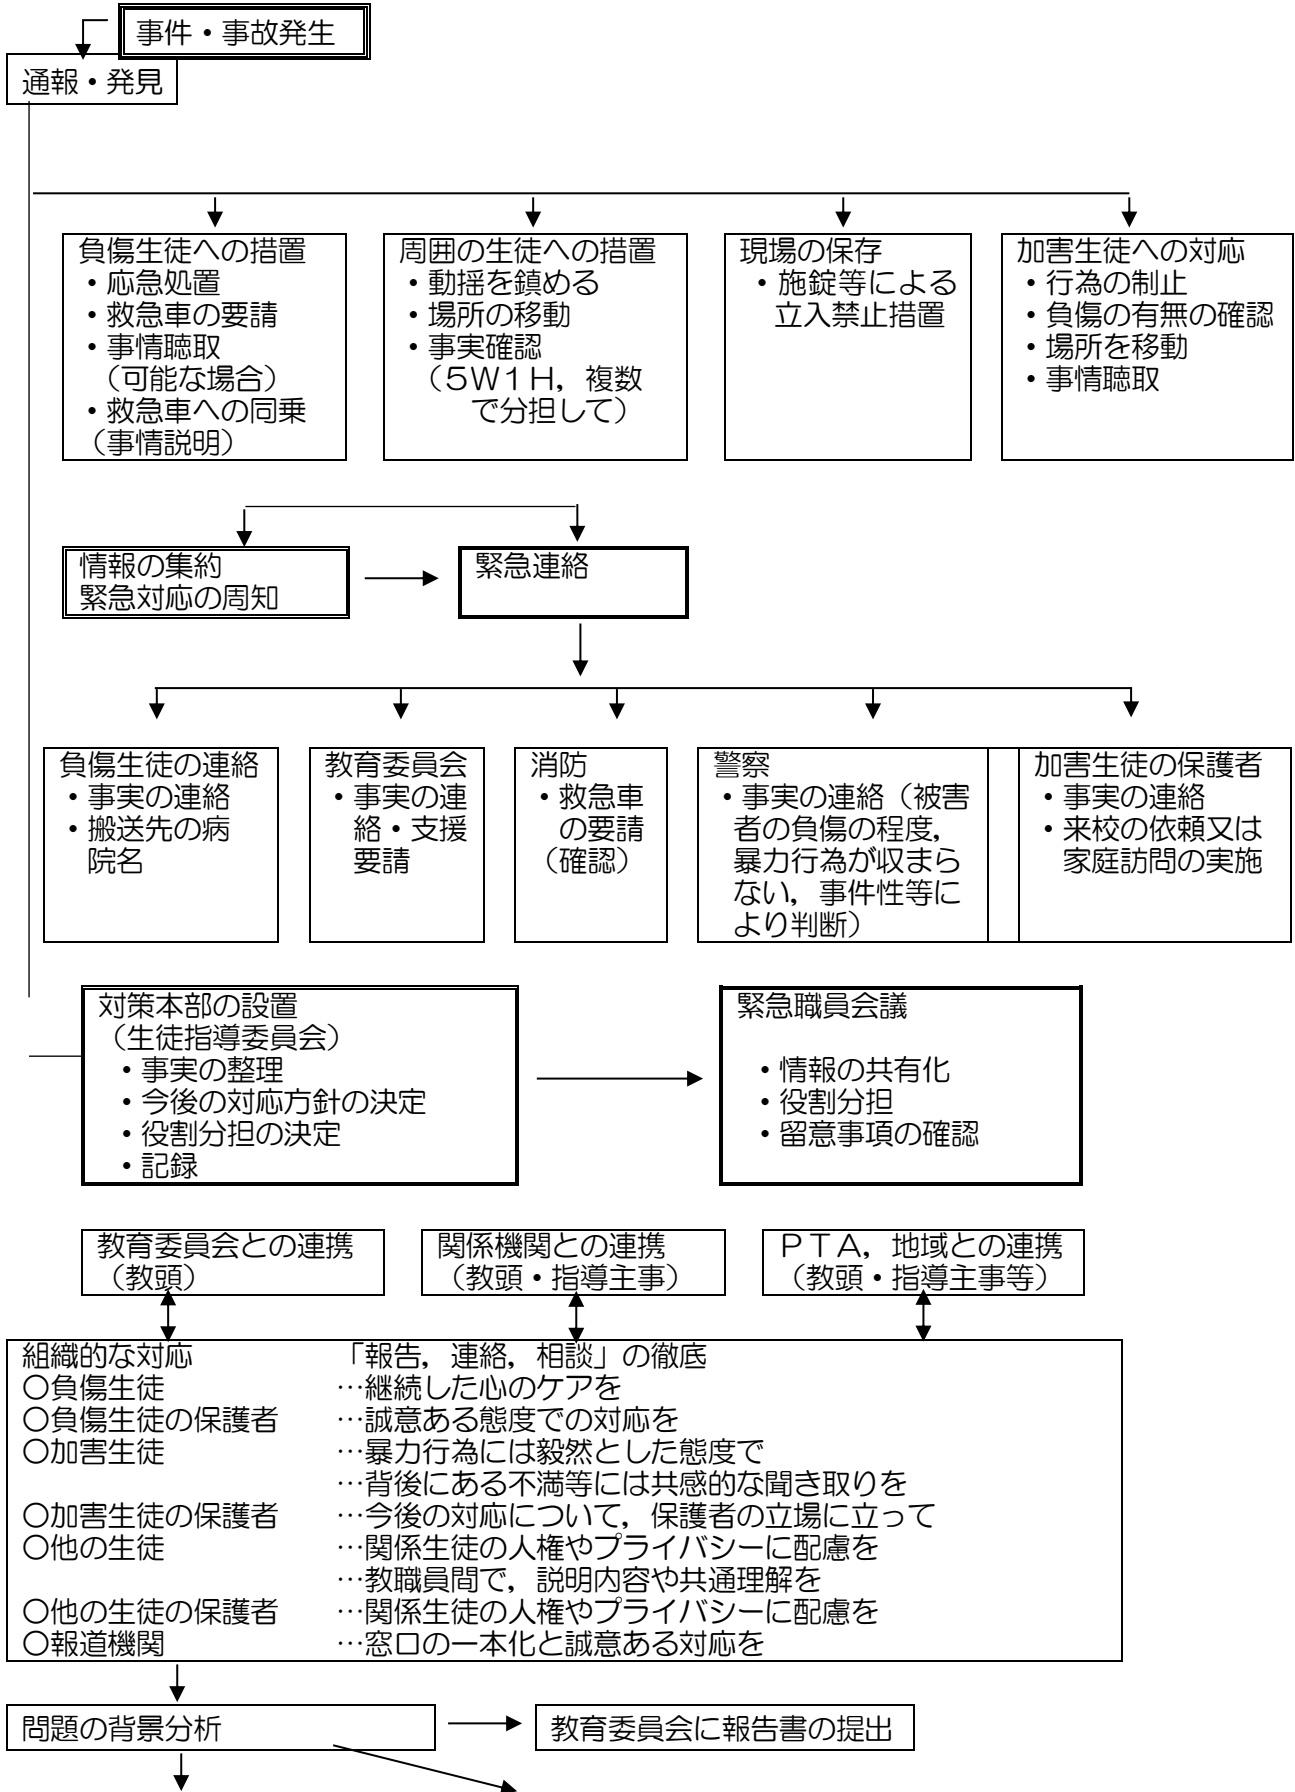 事件・事故発生
通報・発見
負傷生徒への措置
・応急処置
・救急車の要請
・事情聴取
(可能な場合)
・救急車への同乗
(事情説明)
周囲の生徒への措置
・動揺を鎮める
・場所の移動
・事実確認
(5W1H,複数
で分担して)
現場の保存
・施錠等による
立入禁止措置
加害生徒への対応
・行為の制止
・負傷の有無の確認
・場所を移動
・事情聴取
情報の集約
緊急対応の周知
緊急連絡
負傷生徒の連絡
・事実の連絡
・搬送先の病
院名
教育委員会
・事実の連
絡・支援
要請
消防
・救急車
の要請
(確認)
警察
・事実の連絡(被害
者の負傷の程度,
暴力行為が収まら
ない,事件性等に
より判断)
加害生徒の保護者
・事実の連絡
・来校の依頼又は
家庭訪問の実施
対策本部の設置
(生徒指導委員会)
・事実の整理
・今後の対応方針の決定
・役割分担の決定
・記録
緊急職員会議
・情報の共有化
・役割分担
・留意事項の確認
教育委員会との連携
(教頭)
関係機関との連携
(教頭・指導主事)
PTA,地域との連携
(教頭・指導主事等)
組織的な対応 「報告,連絡,相談」の徹底
〇負傷生徒 …継続した心のケアを
〇負傷生徒の保護者 …誠意ある態度での対応を
〇加害生徒 …暴力行為には毅然とした態度で
…背後にある不満等には共感的な聞き取りを
〇加害生徒の保護者 …今後の対応について,保護者の立場に立って
〇他の生徒 …関係生徒の人権やプライバシーに配慮を
…教職員間で,説明内容や共通理解を
〇他の生徒の保護者 …関係生徒の人権やプライバシーに配慮を
〇報道機関 …窓口の一本化と誠意ある対応を
問題の背景分析
教育委員会に報告書の提出